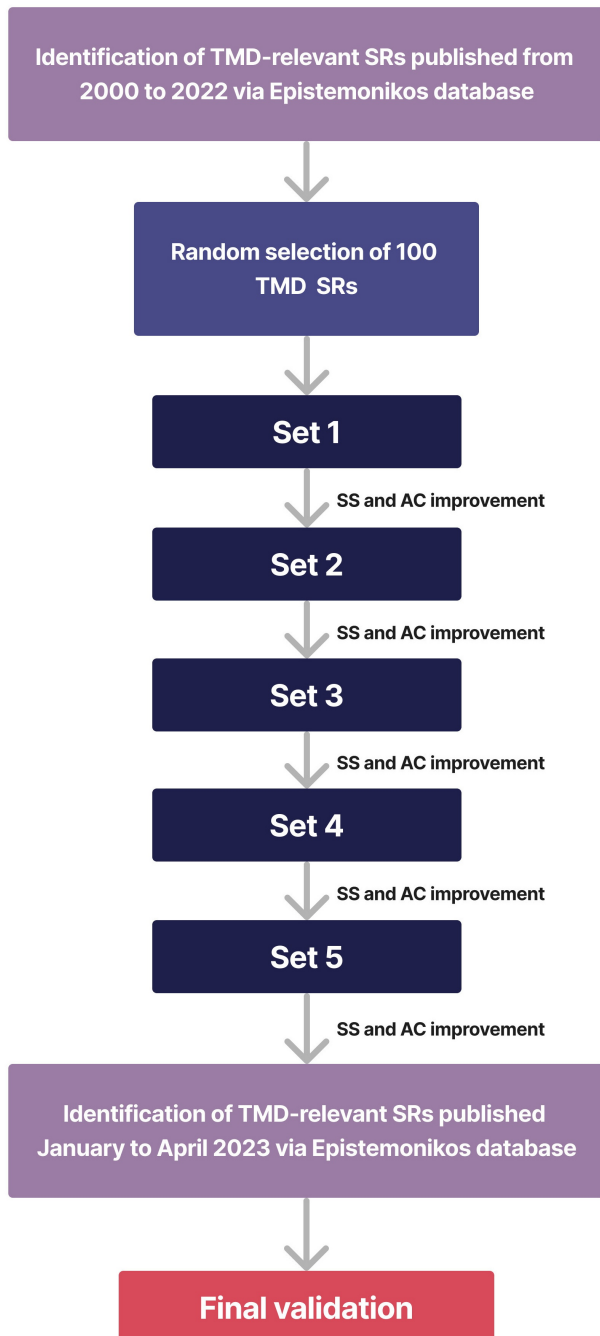 Identification of TMD-relevant SRs published from
2000 to 2022 via Epistemonikos database
Random selection of 100
TMD SRs
Set 1
SS and AC improvement
Set 2
SS and AC improvement
Set 3
SS and AC improvement
Set 4
SS and AC improvement
Set 5
SS and AC improvement
Identification of TMD-relevant SRs published
January to April 2023 via Epistemonikos database
Final validation